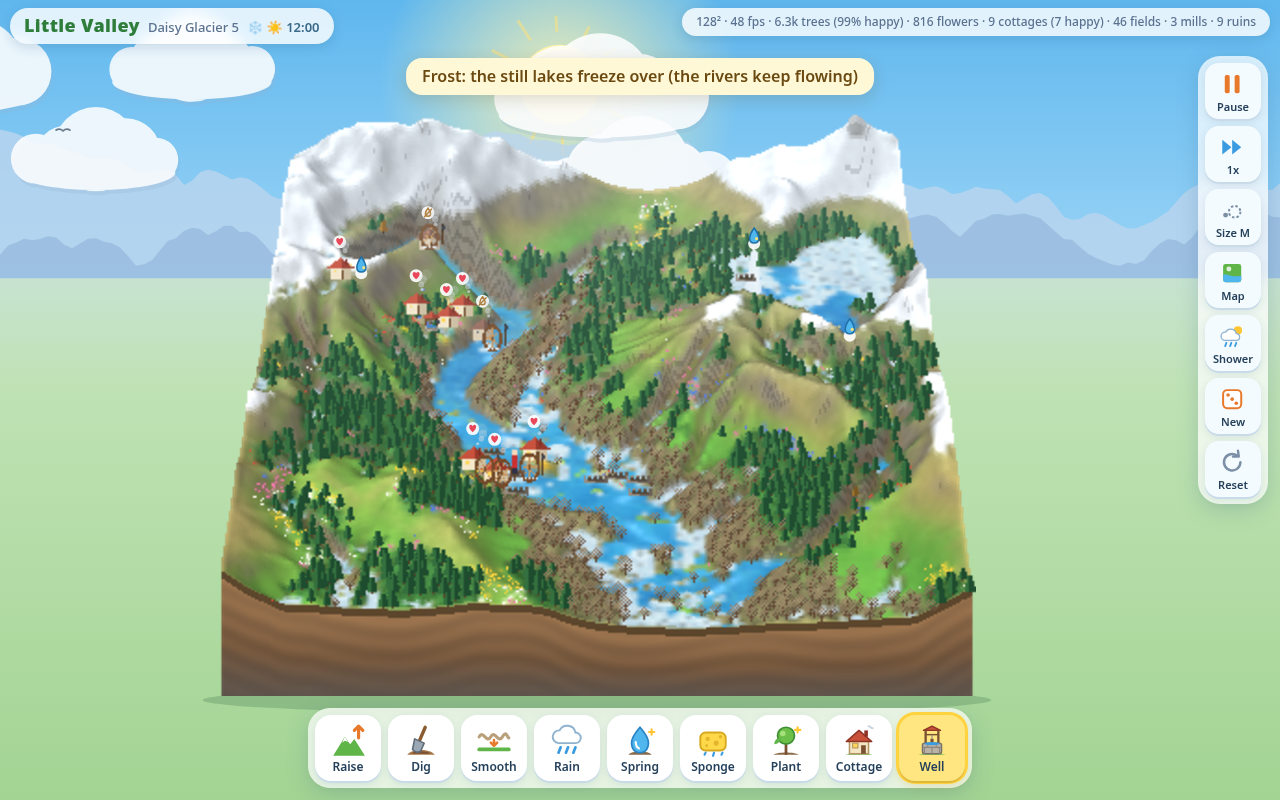 Little Valley Daisy Glacier 5 12:00
128² · 48 fps · 6.3k trees (99% happy) · 816 flowers · 9 cottages (7 happy) · 46 fields · 3 mills · 9 ruins
Frost: the still lakes freeze over (the rivers keep flowing)
Pause
1x
Size M
Map
Shower
New
Reset
Raise
Dig
Smooth
Rain
Spring
Sponge
Plant
Cottage
Well